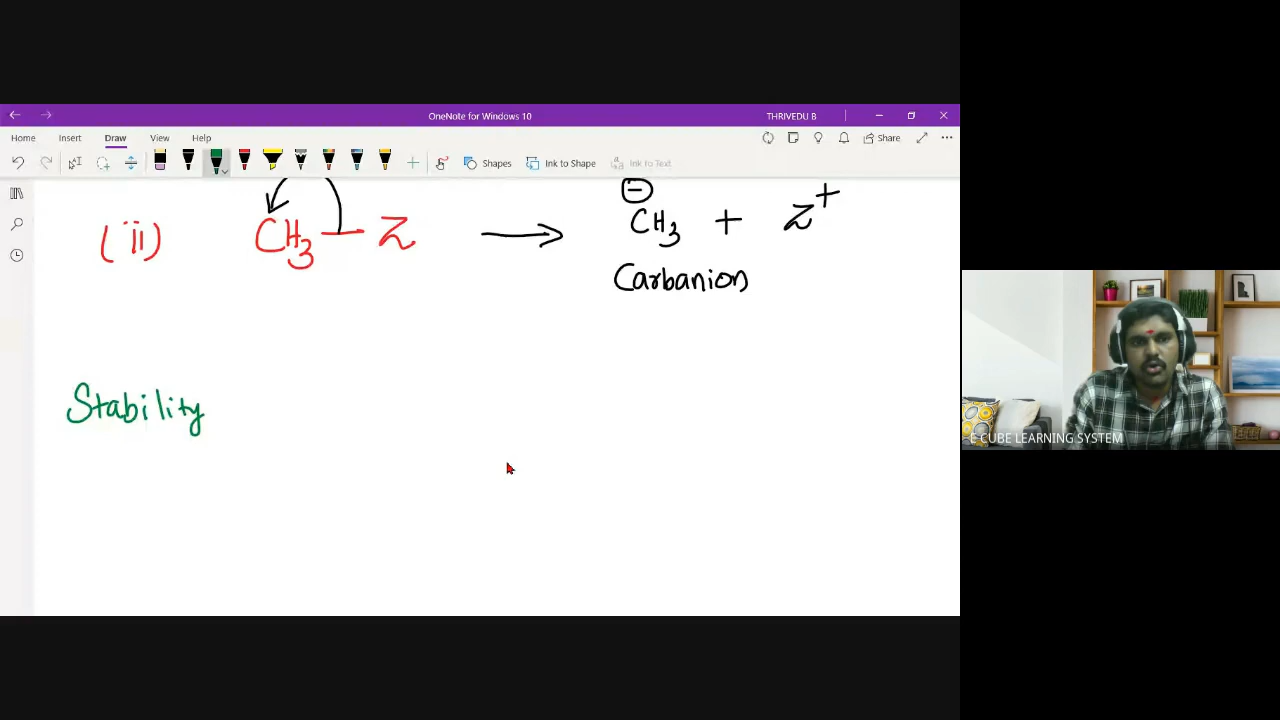 OneNote for Windows 10
THRIVEDU B
Home Insert Draw View Help
Share
Shapes Ink to Shape Ink to Text
(ii) CH3 — Z → ⊖CH3 + Z+
Carbanion
Stability
E CUBE LEARNING SYSTEM